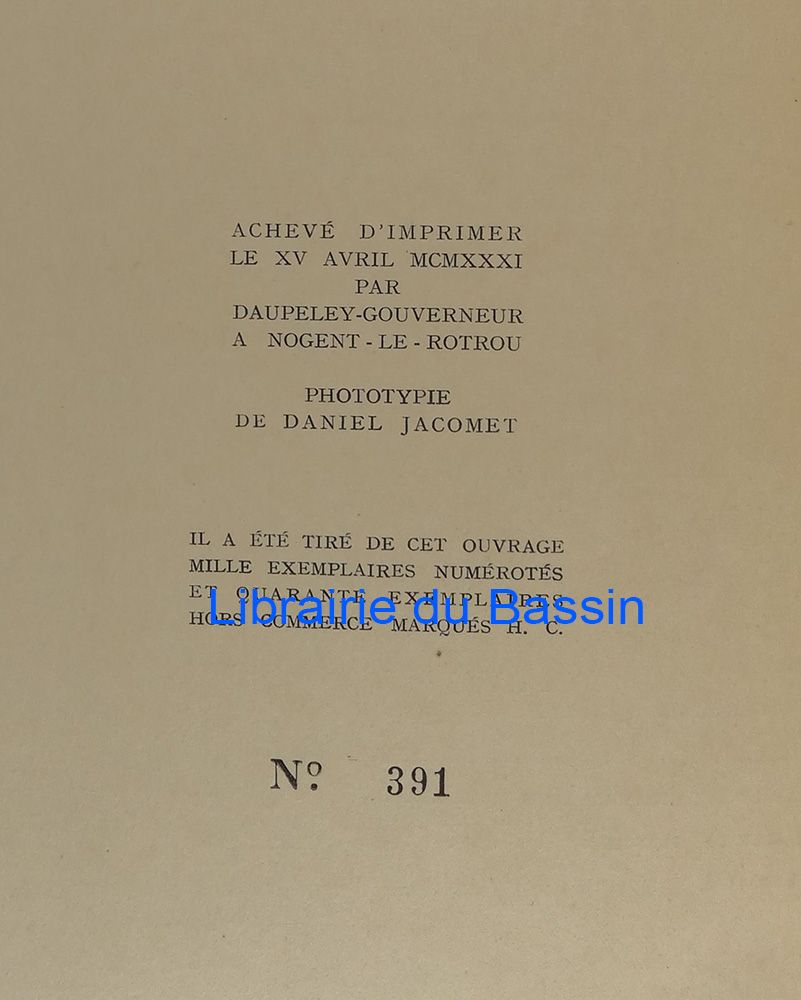 ACHEVÉ D'IMPRIMER
LE XV AVRIL MCMXXXI
PAR
DAUPELEY-GOUVERNEUR
A NOGENT-LE-ROTROU
PHOTOTYPIE
DE DANIEL JACOMET
IL A ÉTÉ TIRÉ DE CET OUVRAGE
MILLE EXEMPLAIRES NUMÉROTÉS
ET QUARANTE EXEMPLAIRES
Librairie du Bassin
HORS COMMERCE MARQUÉS H. C.
Nº 391